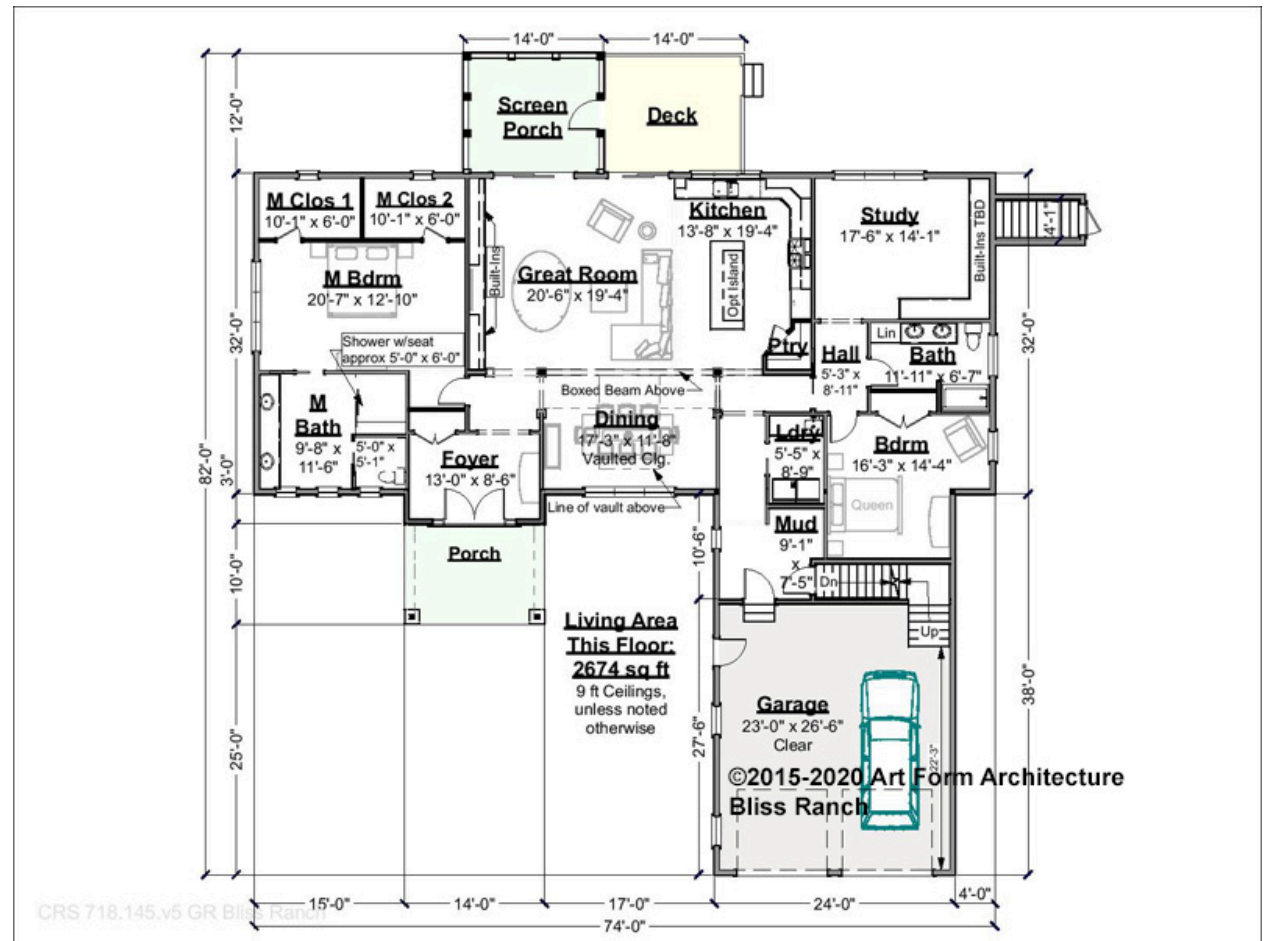 14'-0"
14'-0"
12'-0"
Screen
Porch
Deck
M Clos 1
10'-1" x 6'-0"
M Clos 2
10'-1" x 6'-0"
Kitchen
13'-8" x 19'-4"
Study
17'-6" x 14'-1"
Built-Ins TBD
4'-1"
M Bdrm
20'-7" x 12'-10"
Built-Ins
Great Room
20'-6" x 19'-4"
Opt Island
32'-0"
Shower w/seat
approx 5'-0" x 6'-0"
Ptry
Hall
5'-3" x
8'-11"
Lin
Bath
11'-11" x 6'-7"
32'-0"
Boxed Beam Above
M
Bath
9'-8" x
11'-6"
5'-0" x
5'-1"
Foyer
13'-0" x 8'-6"
Dining
17'-3" x 11'-8"
Vaulted Clg.
Line of vault above
Ldry
5'-5" x
8'-9"
Bdrm
16'-3" x 14'-4"
Queen
82'-0"
3'-0"
Mud
9'-1"
x
7'-5"
Dn
Up
10'-6"
Porch
10'-0"
Living Area
This Floor:
2674 sq ft
9 ft Ceilings,
unless noted
otherwise
Garage
23'-0" x 26'-6"
Clear
22'-3"
27'-6"
38'-0"
25'-0"
©2015-2020 Art Form Architecture
Bliss Ranch
CRS 718.145.v5 GR Bliss Ranch
15'-0"
14'-0"
17'-0"
24'-0"
4'-0"
74'-0"